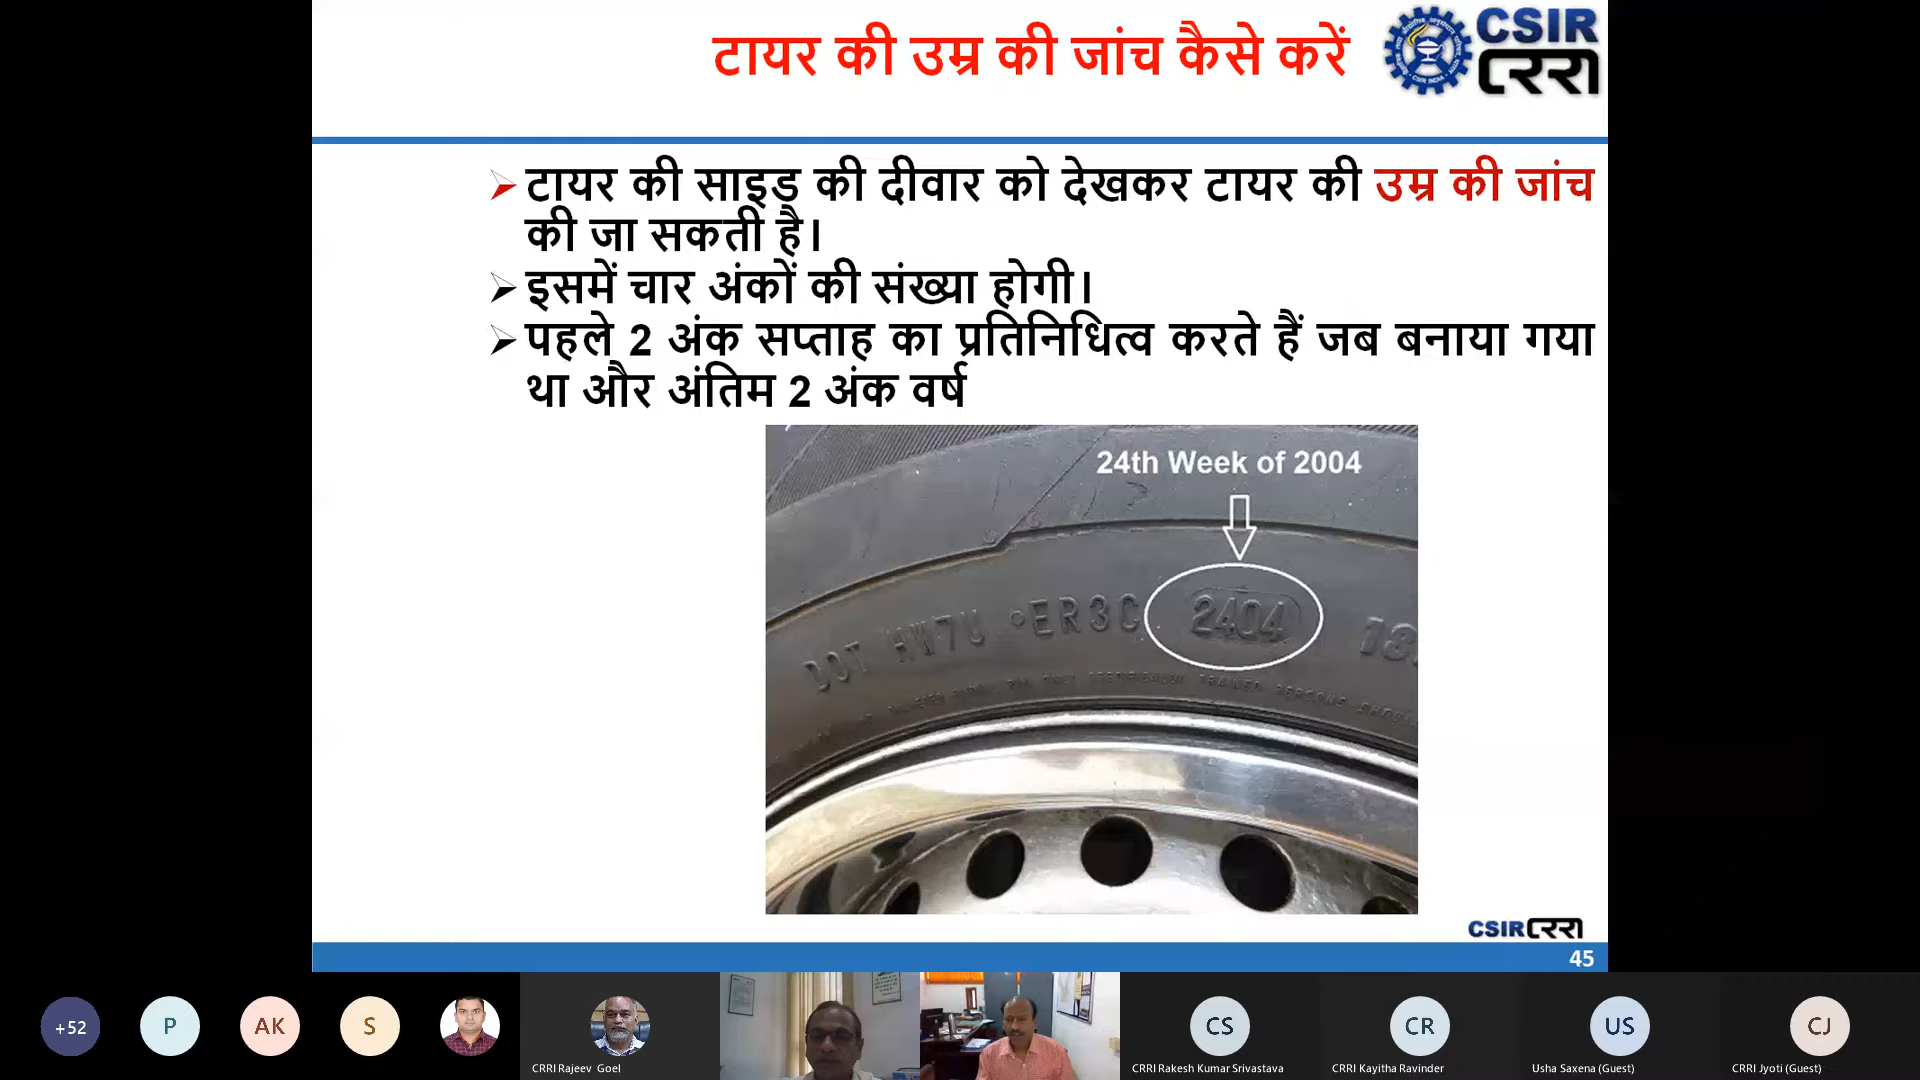 टायर की उम्र की जांच कैसे करें
CSIR
CRRI
टायर की साइड की दीवार को देखकर टायर की उम्र की जांच
की जा सकती है।
इसमें चार अंकों की संख्या होगी।
पहले 2 अंक सप्ताह का प्रतिनिधित्व करते हैं जब बनाया गया
था और अंतिम 2 अंक वर्ष
24th Week of 2004
DOT HW7U ER3C 2404
CSIR CRRI
45
+52
P
AK
S
CS
CR
US
CJ
CRRI Rajeev Goel
CRRI Rakesh Kumar Srivastava
CRRI Kayitha Ravinder
Usha Saxena (Guest)
CRRI Jyoti (Guest)